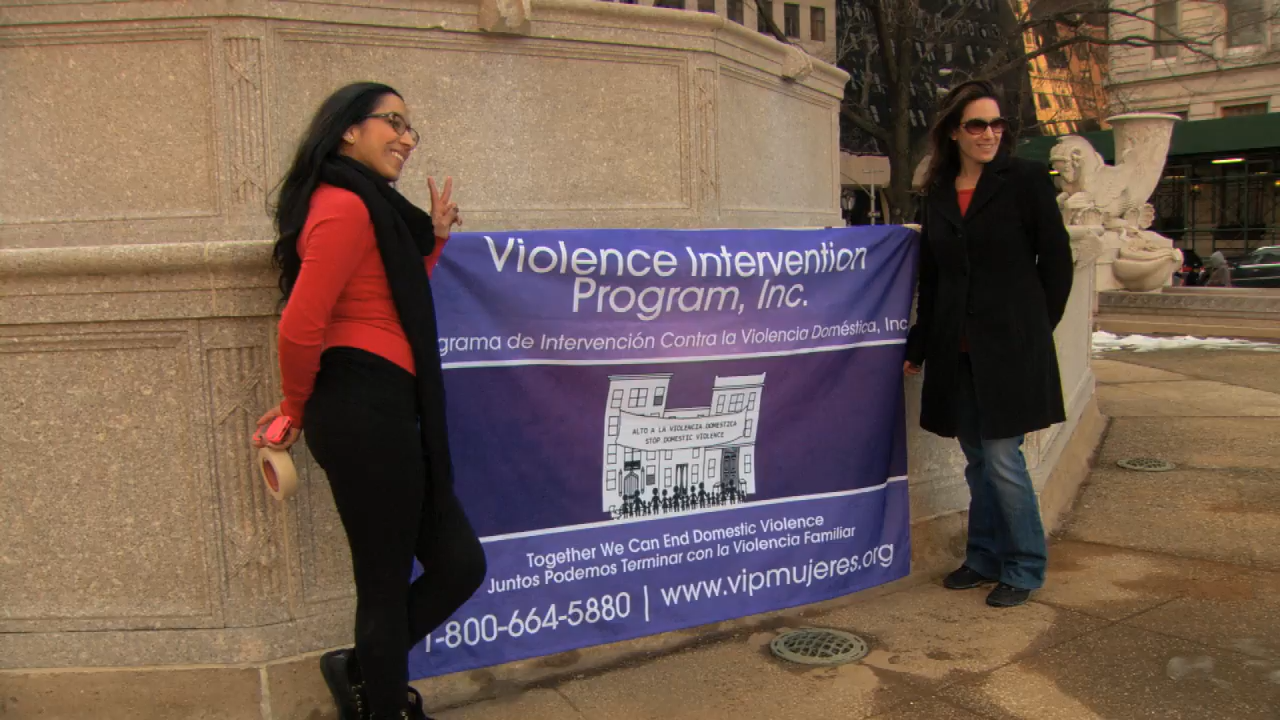 Violence Intervention
Program, Inc.
grama de Intervención Contra la Violencia Doméstica, Inc
ALTO A LA VIOLENCIA DOMESTICA
STOP DOMESTIC VIOLENCE
Together We Can End Domestic Violence
Juntos Podemos Terminar con la Violencia Familiar
1-800-664-5880 | www.vipmujeres.org